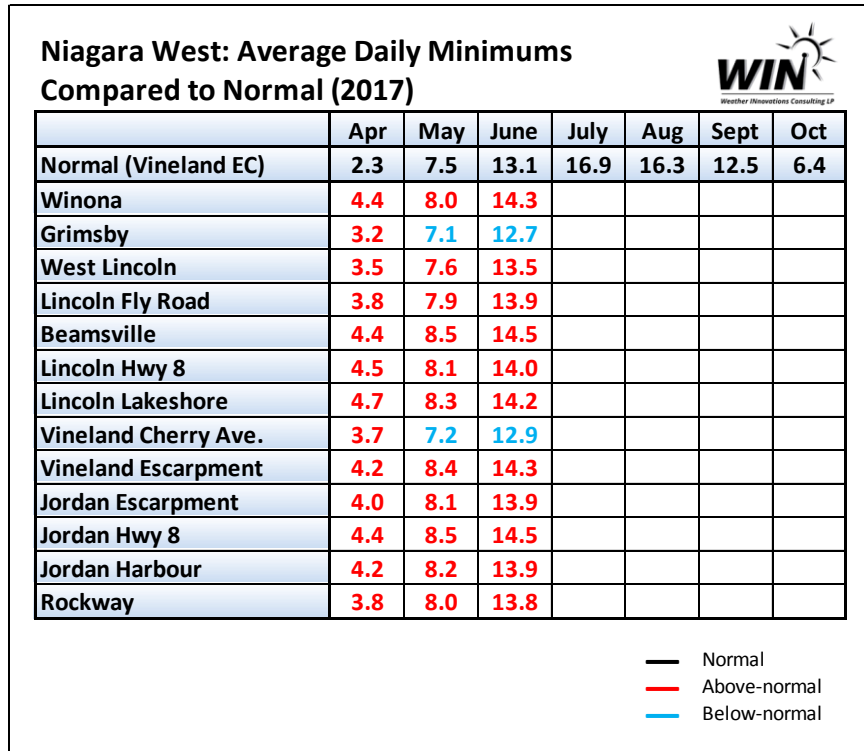 Niagara West: Average Daily Minimums
Compared to Normal (2017)
WIN
Weather INnovations Consulting LP
Apr May June July Aug Sept Oct
Normal (Vineland EC) 2.3 7.5 13.1 16.9 16.3 12.5 6.4
Winona 4.4 8.0 14.3
Grimsby 3.2 7.1 12.7
West Lincoln 3.5 7.6 13.5
Lincoln Fly Road 3.8 7.9 13.9
Beamsville 4.4 8.5 14.5
Lincoln Hwy 8 4.5 8.1 14.0
Lincoln Lakeshore 4.7 8.3 14.2
Vineland Cherry Ave. 3.7 7.2 12.9
Vineland Escarpment 4.2 8.4 14.3
Jordan Escarpment 4.0 8.1 13.9
Jordan Hwy 8 4.4 8.5 14.5
Jordan Harbour 4.2 8.2 13.9
Rockway 3.8 8.0 13.8
Normal
Above-normal
Below-normal